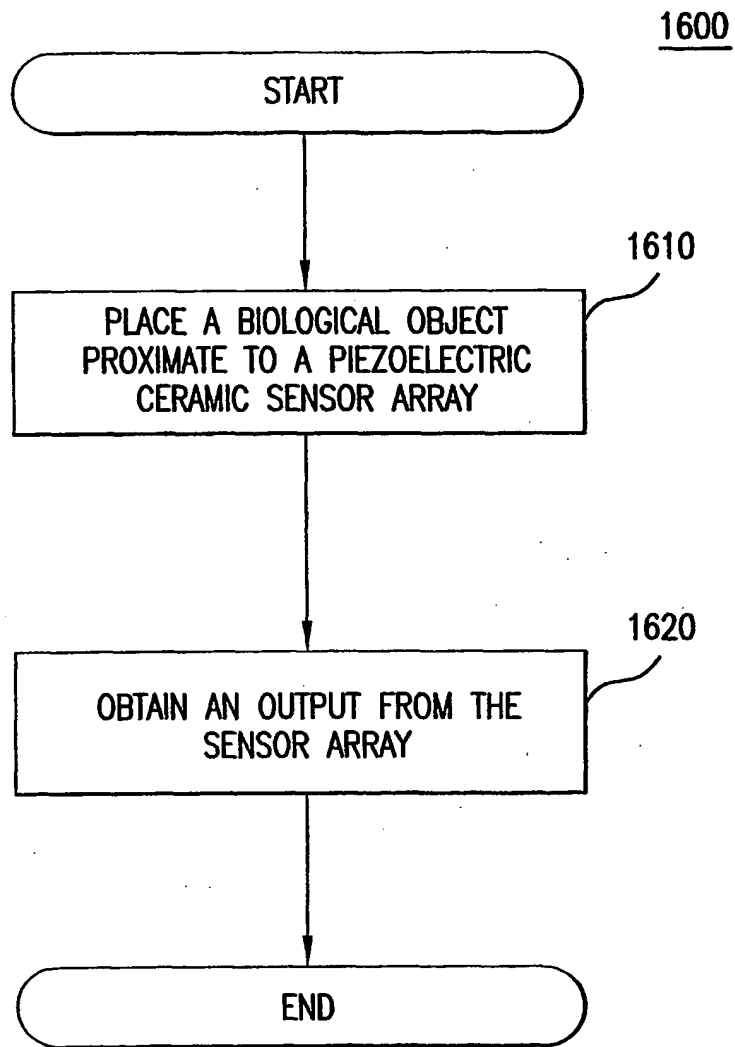 1600
START
1610
PLACE A BIOLOGICAL OBJECT
PROXIMATE TO A PIEZOELECTRIC
CERAMIC SENSOR ARRAY
1620
OBTAIN AN OUTPUT FROM THE
SENSOR ARRAY
END